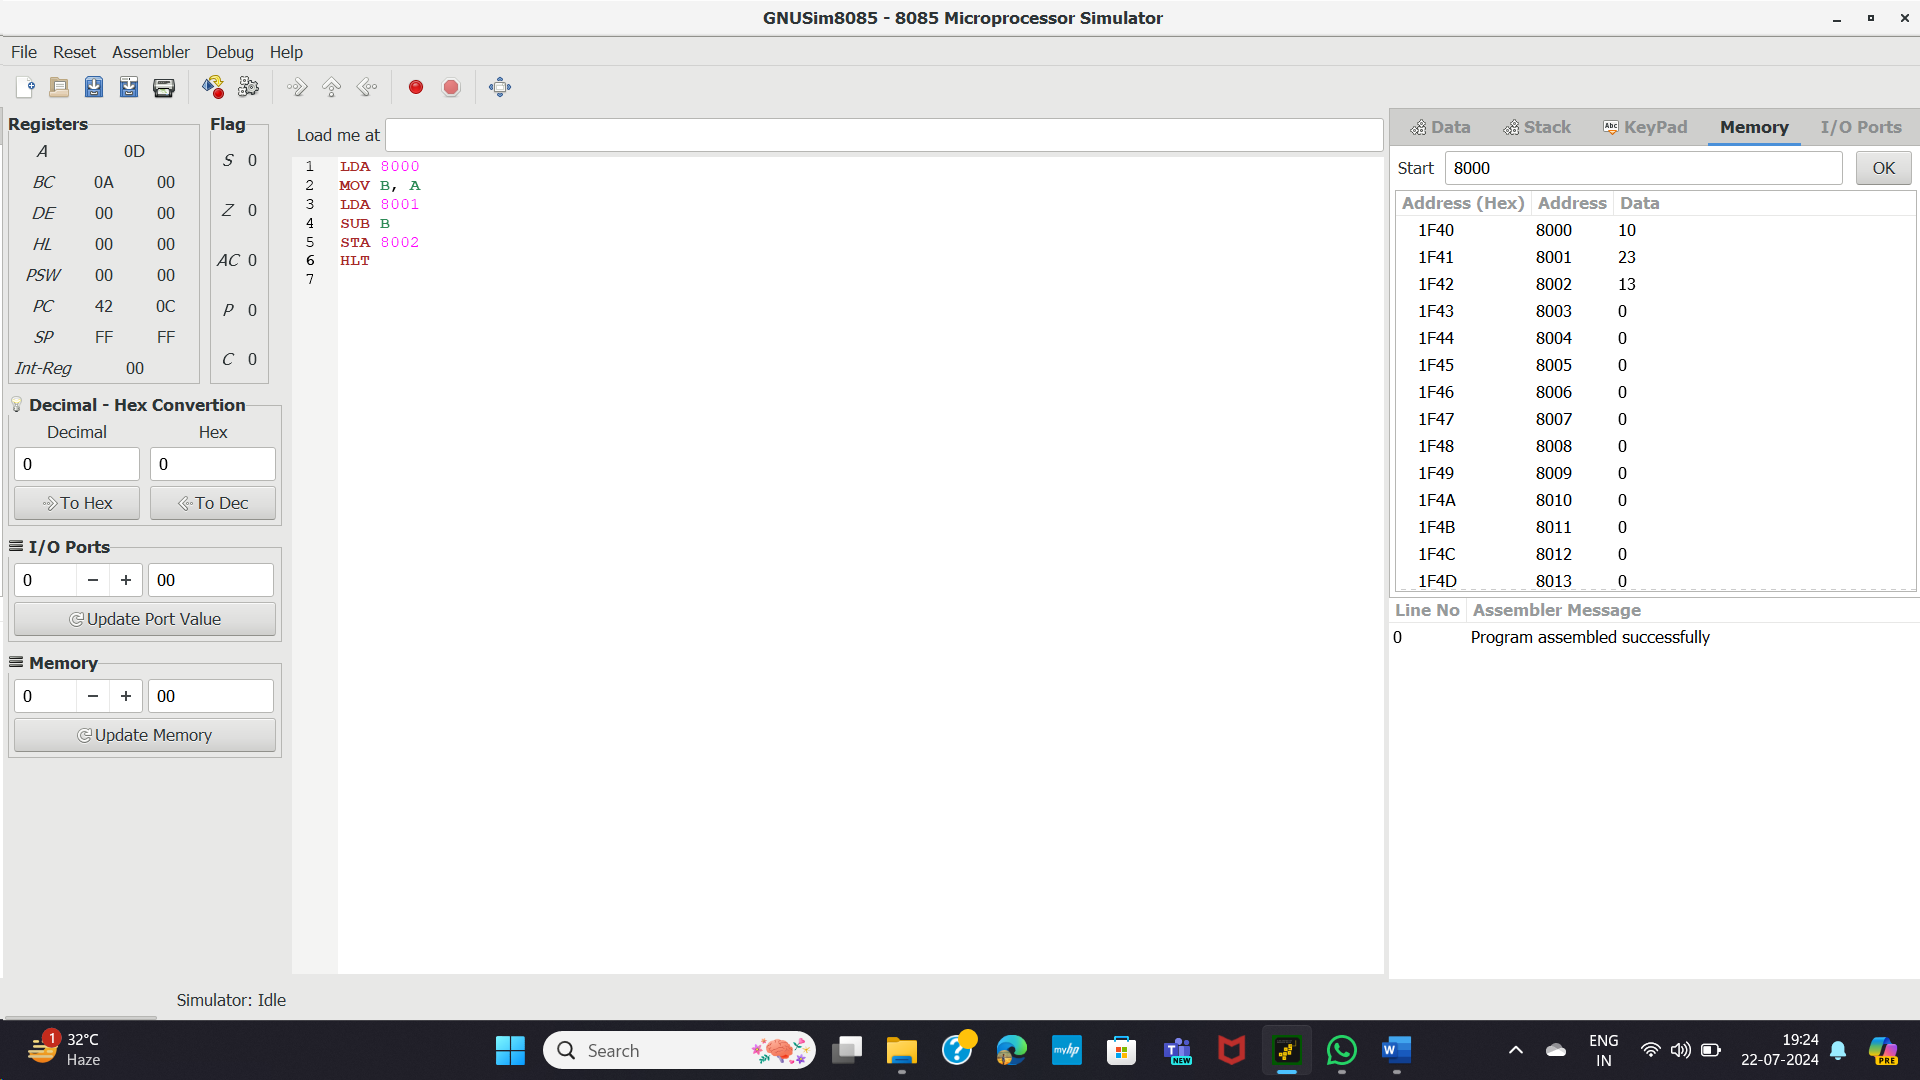 GNUSim8085 - 8085 Microprocessor Simulator
File Reset Assembler Debug Help
Registers
A 0D
BC 0A 00
DE 00 00
HL 00 00
PSW 00 00
PC 42 0C
SP FF FF
Int-Reg 00
Flag
S 0
Z 0
AC 0
P 0
C 0
Decimal - Hex Convertion
Decimal Hex
0 0
To Hex To Dec
I/O Ports
0 − + 00
Update Port Value
Memory
0 − + 00
Update Memory
Load me at
1 LDA 8000
2 MOV B, A
3 LDA 8001
4 SUB B
5 STA 8002
6 HLT
7
Data Stack KeyPad Memory I/O Ports
Start 8000 OK
Address (Hex) Address Data
1F40 8000 10
1F41 8001 23
1F42 8002 13
1F43 8003 0
1F44 8004 0
1F45 8005 0
1F46 8006 0
1F47 8007 0
1F48 8008 0
1F49 8009 0
1F4A 8010 0
1F4B 8011 0
1F4C 8012 0
1F4D 8013 0
Line No Assembler Message
0 Program assembled successfully
Simulator: Idle
1
32°C
Haze
Search
myhp
NEW
W
ENG
IN
19:24
22-07-2024
PRE